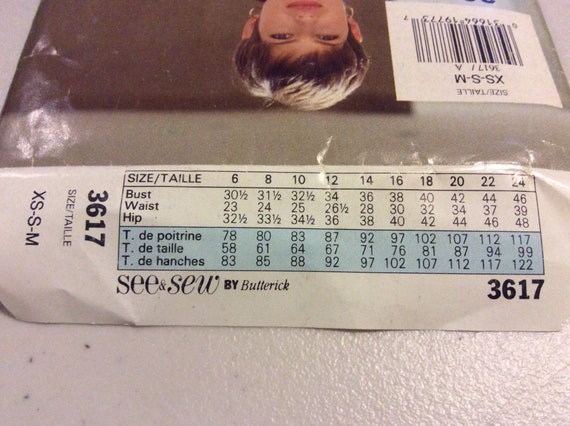 SIZE/TAILLE 6 8 10 12 14 16 18 20 22 24
Bust 30½ 31½ 32½ 34 36 38 40 42 44 46
Waist 23 24 25 26½ 28 30 32 34 37 39
Hip 32½ 33½ 34½ 36 38 40 42 44 46 48
T. de poitrine 78 80 83 87 92 97 102 107 112 117
T. de taille 58 61 64 67 71 76 81 87 94 99
T. de hanches 83 85 88 92 97 102 107 112 117 122
see & sew BY Butterick 3617
3617
SIZE/TAILLE
XS-S-M
SIZE/TAILLE
XS-S-M
3617 / A